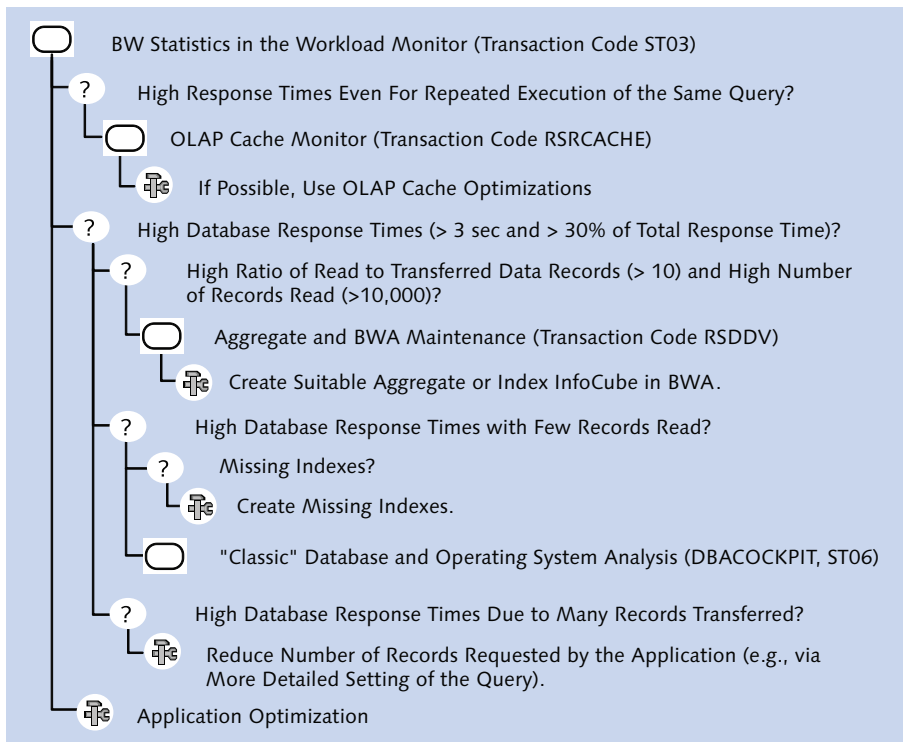 BW Statistics in the Workload Monitor (Transaction Code ST03)
? High Response Times Even For Repeated Execution of the Same Query?
OLAP Cache Monitor (Transaction Code RSRCACHE)
If Possible, Use OLAP Cache Optimizations
? High Database Response Times (> 3 sec and > 30% of Total Response Time)?
? High Ratio of Read to Transferred Data Records (> 10) and High Number
of Records Read (>10,000)?
Aggregate and BWA Maintenance (Transaction Code RSDDV)
Create Suitable Aggregate or Index InfoCube in BWA.
? High Database Response Times with Few Records Read?
? Missing Indexes?
Create Missing Indexes.
"Classic" Database and Operating System Analysis (DBACOCKPIT, ST06)
? High Database Response Times Due to Many Records Transferred?
Reduce Number of Records Requested by the Application (e.g., via
More Detailed Setting of the Query).
Application Optimization